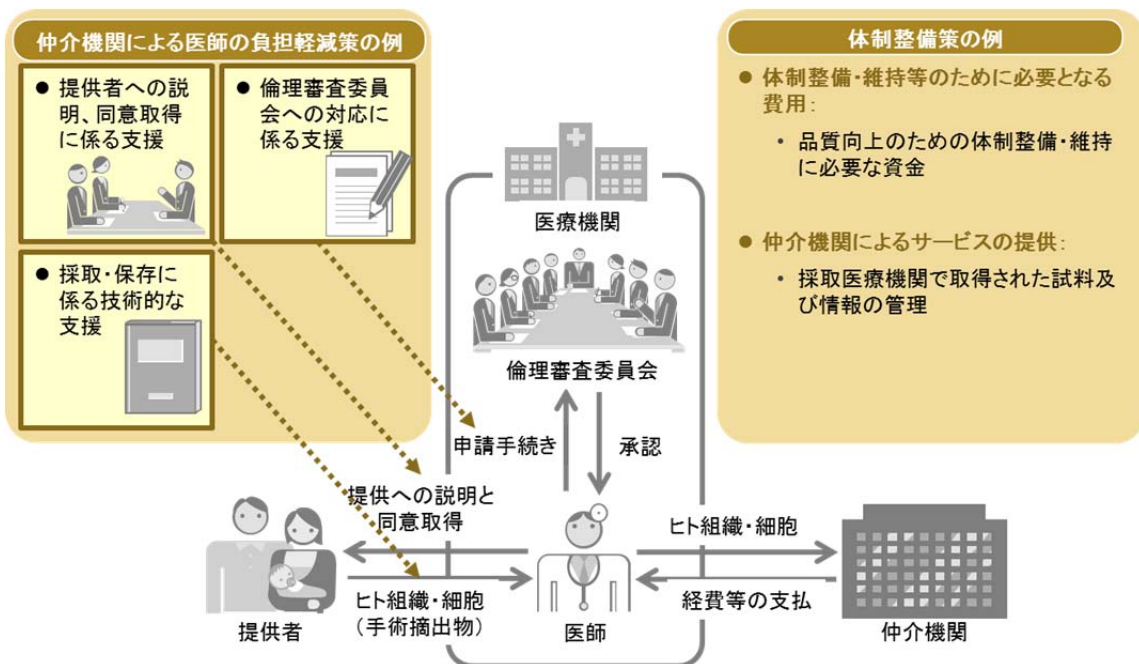 仲介機関による医師の負担軽減策の例
● 提供者への説
明、同意取得
に係る支援
● 倫理審査委員
会への対応に
係る支援
● 採取・保存に
係る技術的な
支援
体制整備策の例
● 体制整備・維持等のために必要となる
費用：
• 品質向上のための体制整備・維持
に必要な資金
● 仲介機関によるサービスの提供：
• 採取医療機関で取得された試料及
び情報の管理
医療機関
倫理審査委員会
申請手続き
承認
提供への説明と
同意取得
ヒト組織・細胞
ヒト組織・細胞
（手術摘出物）
経費等の支払
提供者
医師
仲介機関